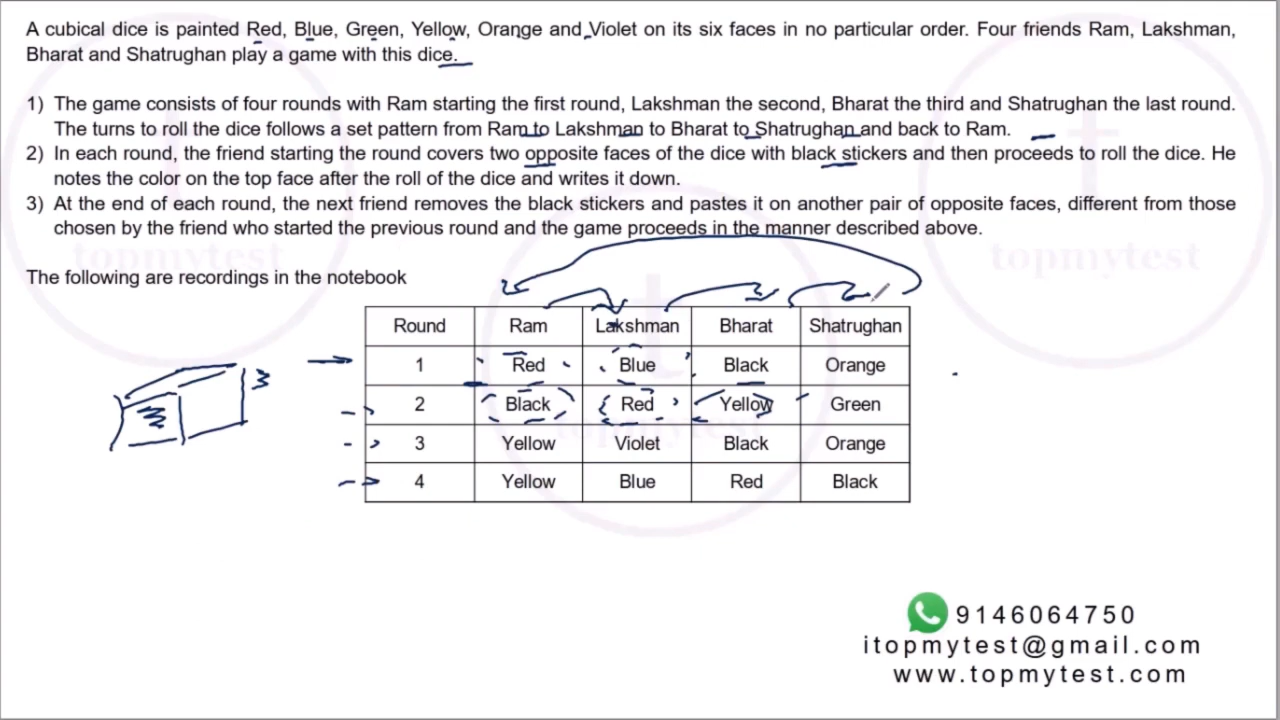 A cubical dice is painted Red, Blue, Green, Yellow, Orange and Violet on its six faces in no particular order. Four friends Ram, Lakshman,
Bharat and Shatrughan play a game with this dice.
1) The game consists of four rounds with Ram starting the first round, Lakshman the second, Bharat the third and Shatrughan the last round.
The turns to roll the dice follows a set pattern from Ram to Lakshman to Bharat to Shatrughan and back to Ram.
2) In each round, the friend starting the round covers two opposite faces of the dice with black stickers and then proceeds to roll the dice. He
notes the color on the top face after the roll of the dice and writes it down.
3) At the end of each round, the next friend removes the black stickers and pastes it on another pair of opposite faces, different from those
chosen by the friend who started the previous round and the game proceeds in the manner described above.
topmytest
topmytest
The following are recordings in the notebook
Round Ram Lakshman Bharat Shatrughan
1 Red Blue Black Orange
2 Black Red Yellow Green
topmytest
3 Yellow Violet Black Orange
4 Yellow Blue Red Black
9146064750
itopmytest@gmail.com
www.topmytest.com